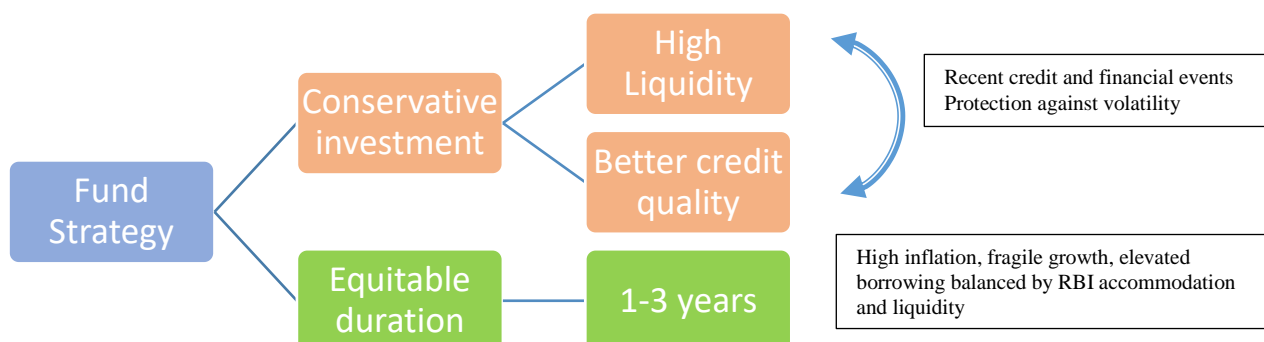 Fund
Strategy
Conservative
investment
High
Liquidity
Better credit
quality
Equitable
duration
1-3 years
Recent credit and financial events
Protection against volatility
High inflation, fragile growth, elevated
borrowing balanced by RBI accommodation
and liquidity